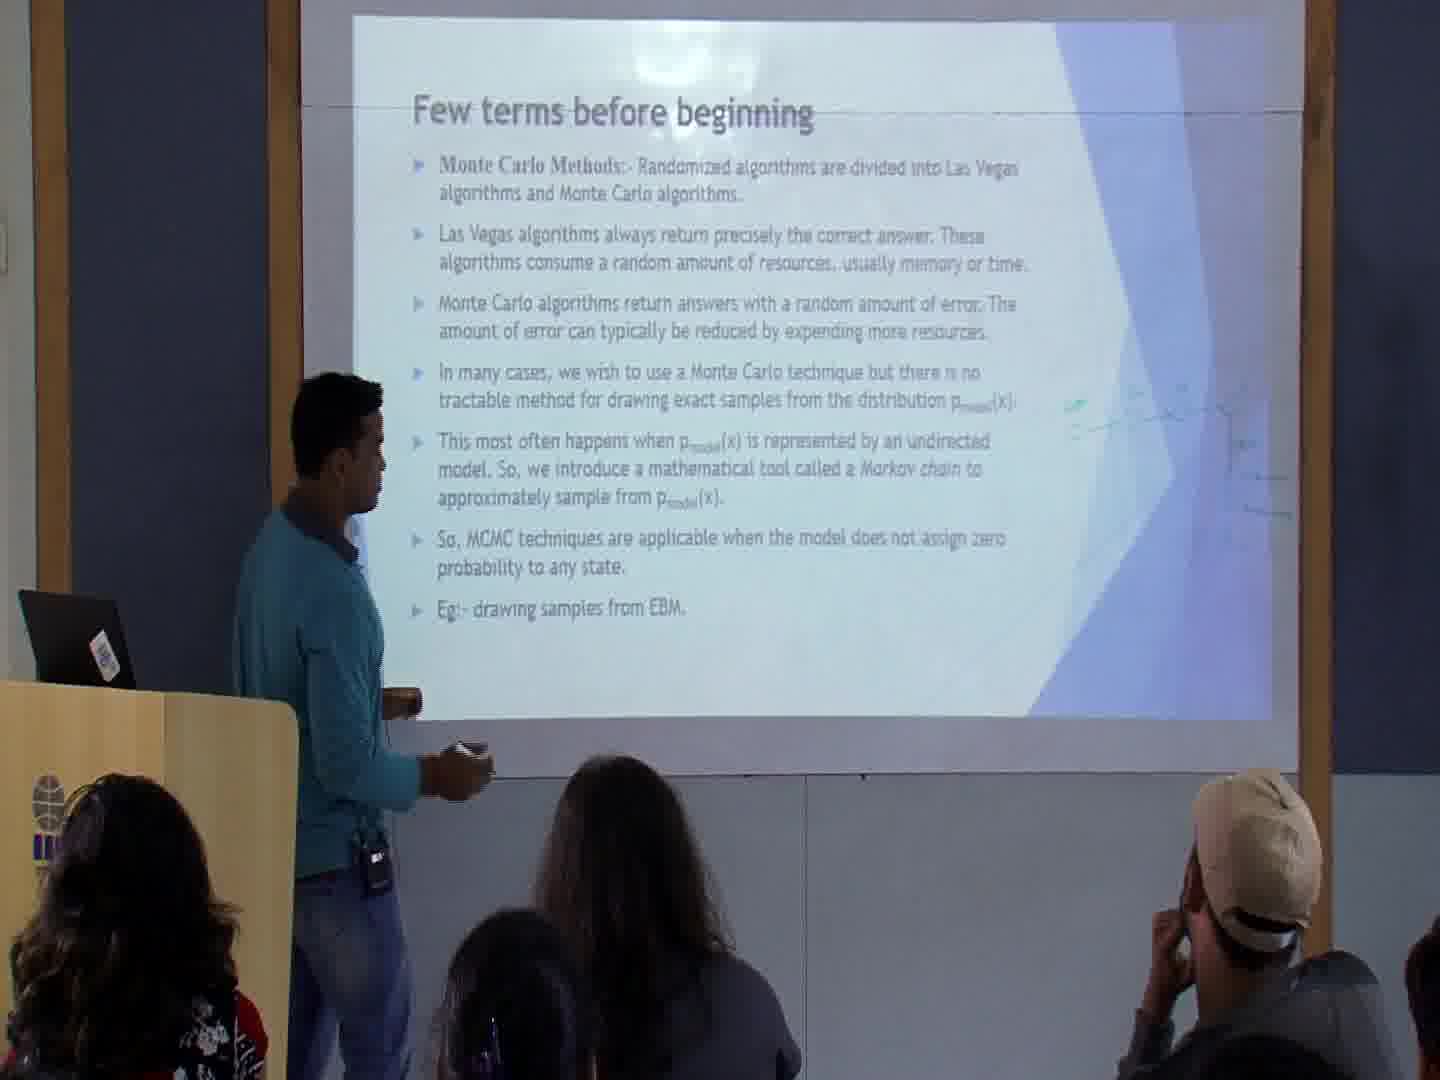 Few terms before beginning
Monte Carlo Methods:- Randomized algorithms are divided into Las Vegas
algorithms and Monte Carlo algorithms.
Las Vegas algorithms always return precisely the correct answer. These
algorithms consume a random amount of resources, usually memory or time.
Monte Carlo algorithms return answers with a random amount of error. The
amount of error can typically be reduced by expending more resources.
In many cases, we wish to use a Monte Carlo technique but there is no
tractable method for drawing exact samples from the distribution pmodel(x).
This most often happens when pmodel(x) is represented by an undirected
model. So, we introduce a mathematical tool called a Markov chain to
approximately sample from pmodel(x).
So, MCMC techniques are applicable when the model does not assign zero
probability to any state.
Eg:- drawing samples from EBM.